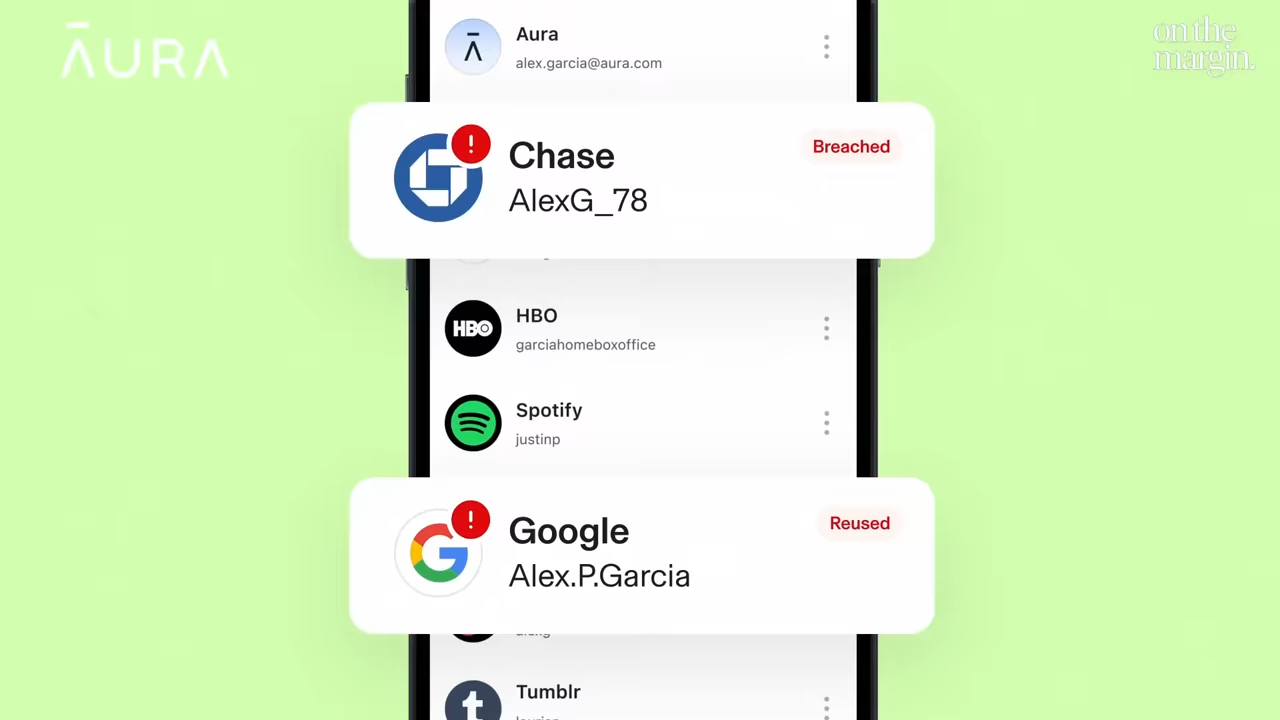 ĀURA
on the
margin.
Aura
alex.garcia@aura.com
Chase
Breached
AlexG_78
HBO
HBO
garciahomeboxoffice
Spotify
justinp
Google
Reused
Alex.P.Garcia
Tumblr